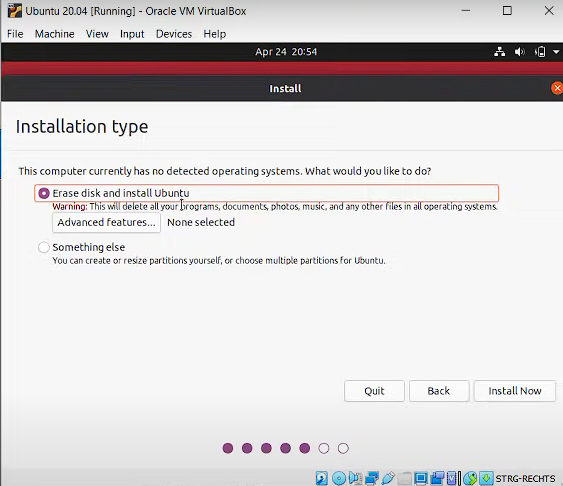 Ubuntu 20.04 [Running] - Oracle VM VirtualBox
File Machine View Input Devices Help
Apr 24 20:54
Install
Installation type
This computer currently has no detected operating systems. What would you like to do?
Erase disk and install Ubuntu
Warning: This will delete all your programs, documents, photos, music, and any other files in all operating systems.
Advanced features... None selected
Something else
You can create or resize partitions yourself, or choose multiple partitions for Ubuntu.
Quit Back Install Now
STRG-RECHTS